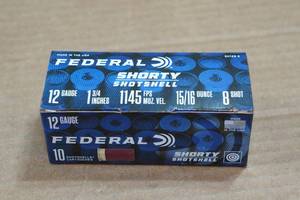 MADE IN THE USA
FEDERAL
SHORTY
SHOTSHELL
12 GAUGE
1 3/4 INCHES
1145 FPS MUZ. VEL.
15/16 OUNCE
8 SHOT
12 GAUGE
FEDERAL
10
SHORTY
SHOTSHELL